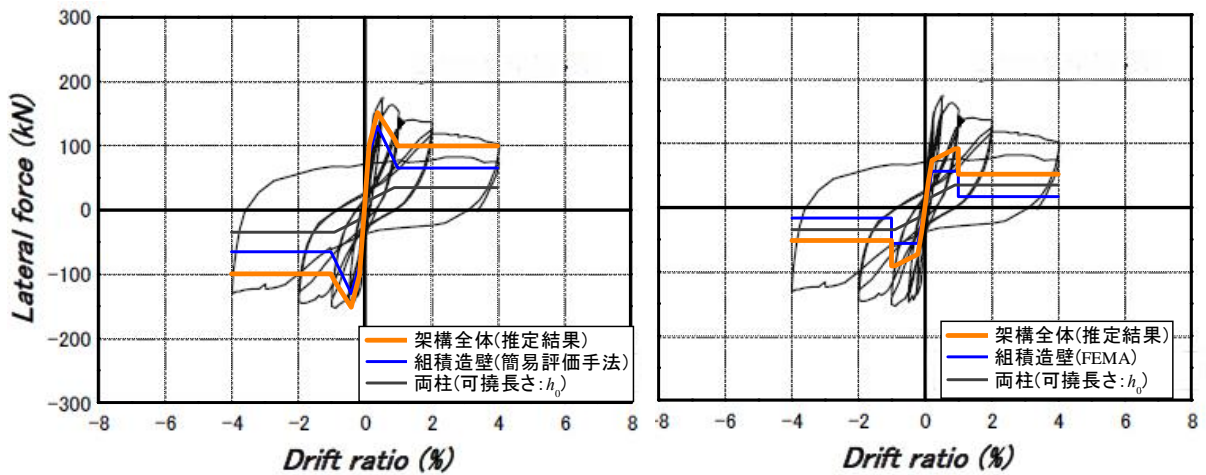 300
200
100
0
-100
-200
-300
Lateral force (kN)
-8 -6 -4 -2 0 2 4 6 8
Drift ratio (%)
架構全体(推定結果)
組積造壁(簡易評価手法)
両柱(可撓長さ:h₀)
-8 -6 -4 -2 0 2 4 6 8
Drift ratio (%)
架構全体(推定結果)
組積造壁(FEMA)
両柱(可撓長さ:h₀)